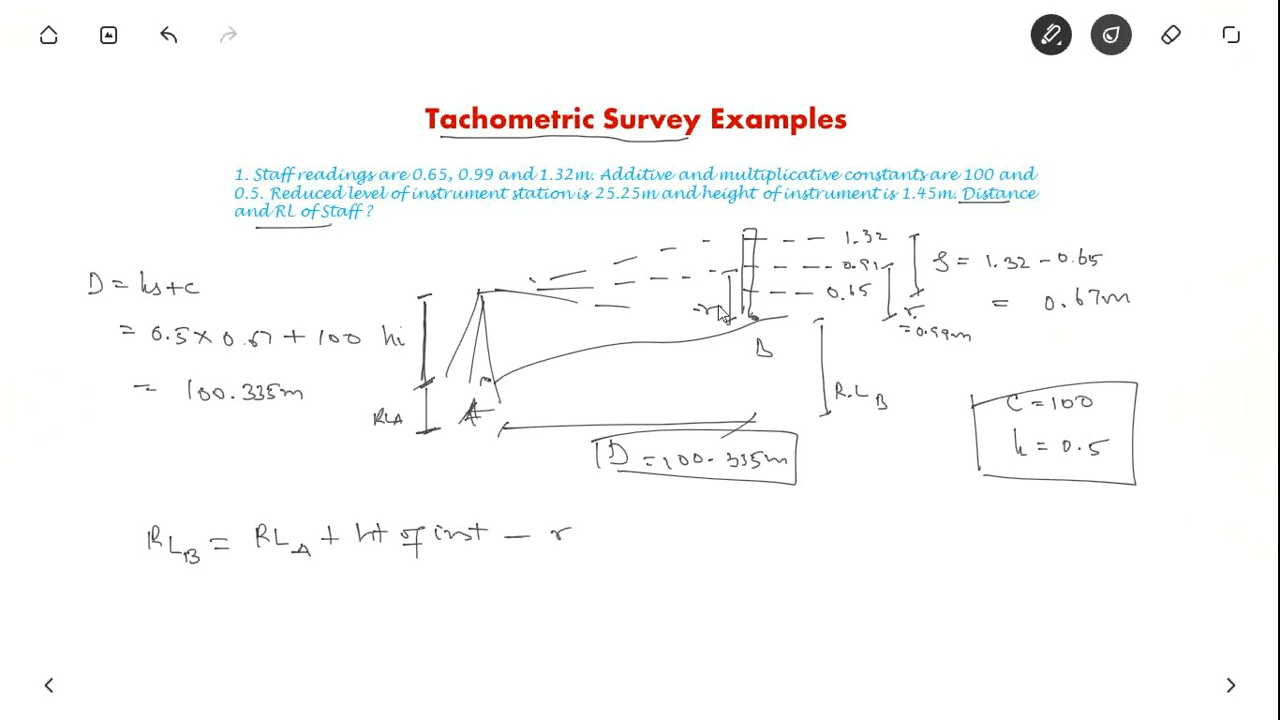 Tachometric Survey Examples
1. Staff readings are 0.65, 0.99 and 1.32m. Additive and multiplicative constants are 100 and
0.5. Reduced level of instrument station is 25.25m and height of instrument is 1.45m. Distance
and RL of Staff ?
1.32
0.91
0.65
S = 1.32 - 0.65
= 0.67m
r
= 0.99m
D = ks+c
= 0.5 x 0.67 + 100
= 100.335m
hi
RLA
A
r
B
R.L B
D = 100.335m
C = 100
k = 0.5
RLB = RLA + ht of inst - r